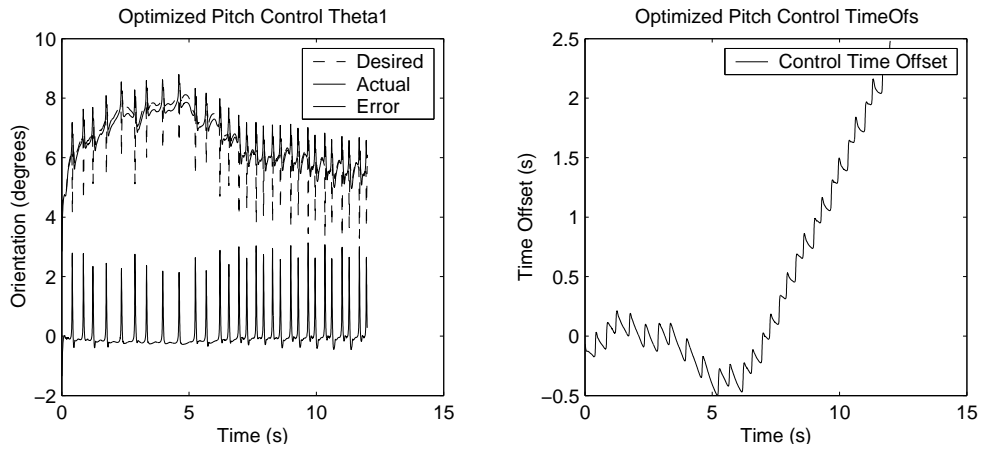 Optimized Pitch Control Theta1
10
8
6
4
2
0
−2
Orientation (degrees)
Desired
Actual
Error
0
5
10
15
Time (s)
Optimized Pitch Control TimeOfs
2.5
2
1.5
1
0.5
0
−0.5
Time Offset (s)
Control Time Offset
0
5
10
15
Time (s)